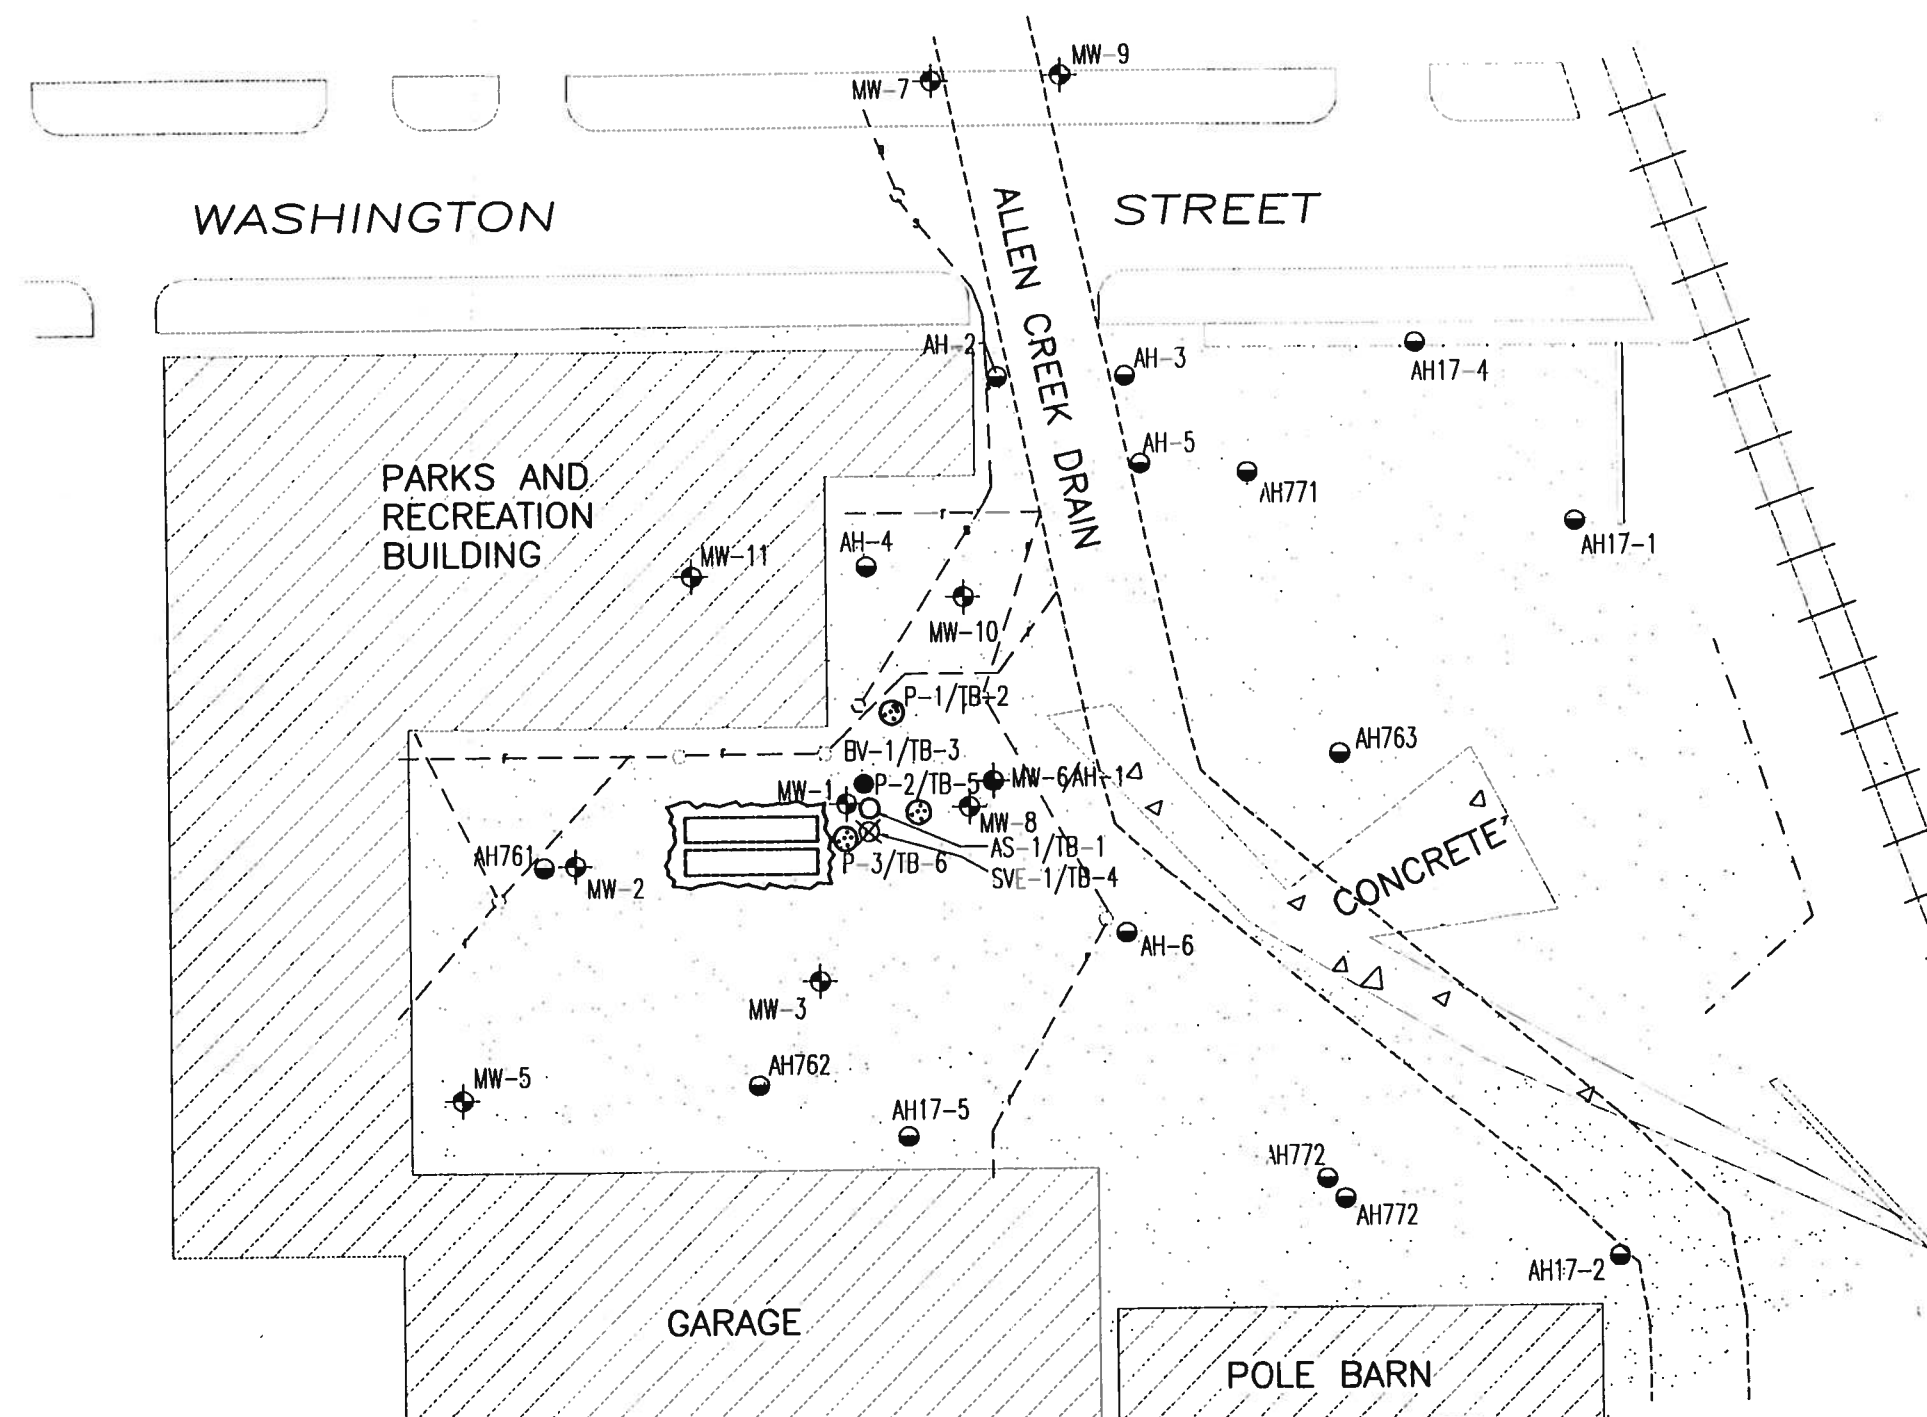 MW-9
MW-7
WASHINGTON
STREET
ALLEN CREEK DRAIN
AH-2
AH-3
AH17-4
AH-5
AH771
AH17-1
PARKS AND
RECREATION
BUILDING
MW-11
AH-4
MW-10
P-1/TB-2
BV-1/TB-3
AH763
MW-1
P-2/TB-5
MW-6/AH-1
MW-8
AS-1/TB-1
P-3/TB-6
SVE-1/TB-4
AH761
MW-2
CONCRETE
AH-6
MW-3
AH762
MW-5
AH17-5
AH772
AH772
AH17-2
GARAGE
POLE BARN